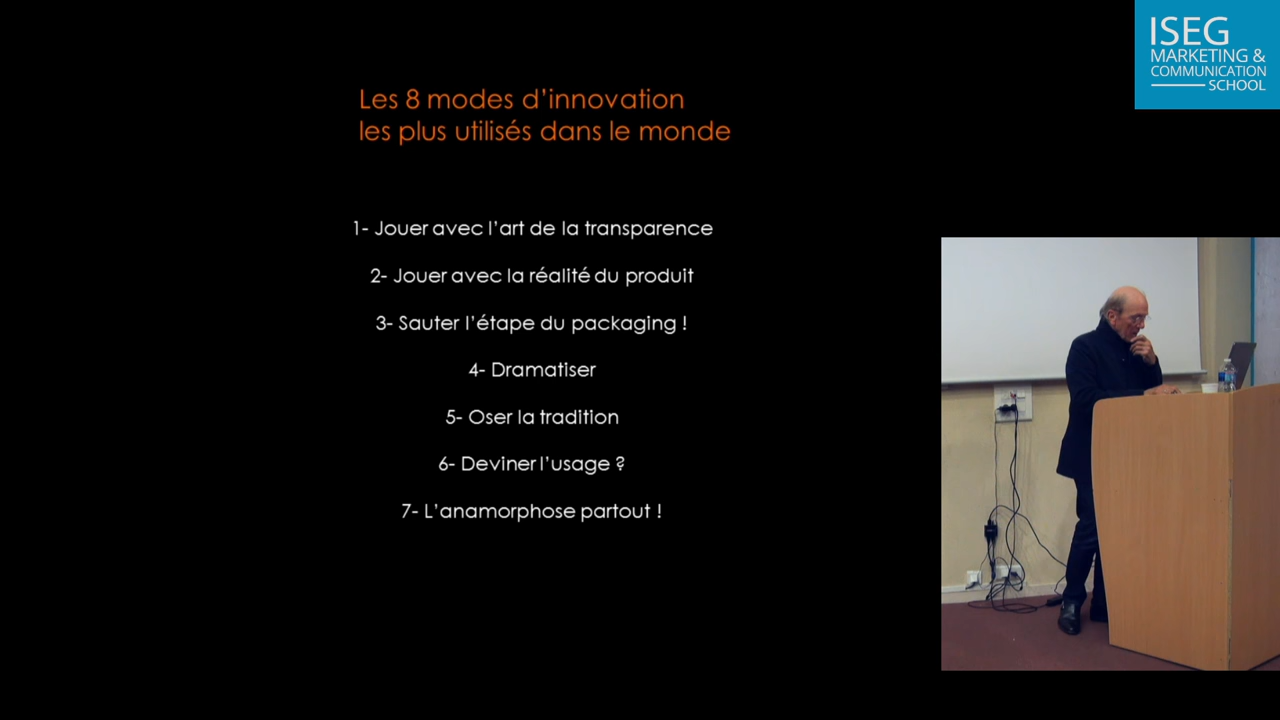 ISEG
MARKETING &
COMMUNICATION
SCHOOL
Les 8 modes d'innovation
les plus utilisés dans le monde
1- Jouer avec l'art de la transparence
2- Jouer avec la réalité du produit
3- Sauter l'étape du packaging !
4- Dramatiser
5- Oser la tradition
6- Deviner l'usage ?
7- L'anamorphose partout !